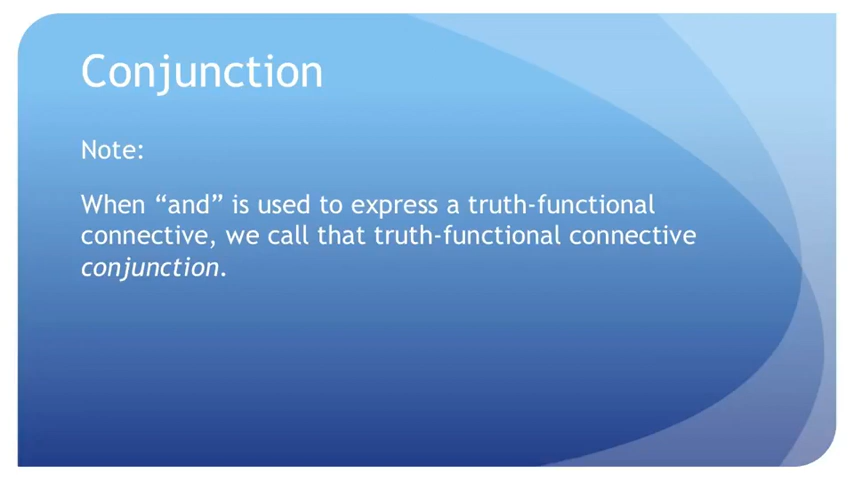 Conjunction
Note:
When “and” is used to express a truth-functional
connective, we call that truth-functional connective
conjunction.